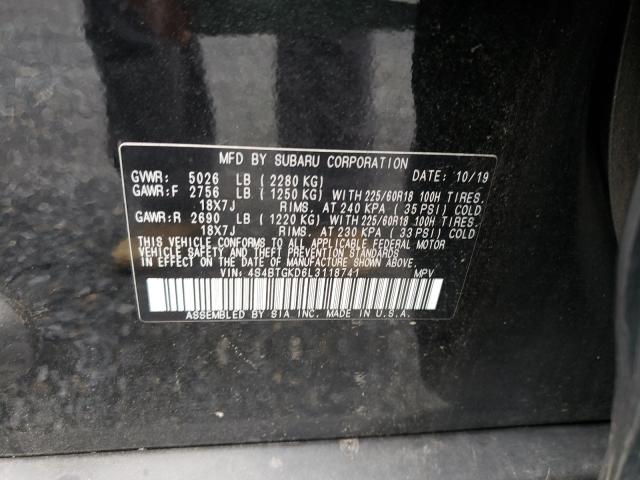 MFD BY SUBARU CORPORATION DATE: 10/19
GVWR: 5026 LB (2280 KG)
GAWR:F 2756 LB (1250 KG) WITH 225/60R18 100H TIRES,
18X7J RIMS, AT 240 KPA (35 PSI) COLD
GAWR:R 2690 LB (1220 KG) WITH 225/60R18 100H TIRES,
18X7J RIMS, AT 230 KPA (33 PSI) COLD
THIS VEHICLE CONFORMS TO ALL APPLICABLE FEDERAL MOTOR
VEHICLE SAFETY AND THEFT PREVENTION STANDARDS
IN EFFECT ON THE DATE OF MANUFACTURE SHOWN ABOVE.
VIN: 4S4BTGKD6L3118741 MPV
ASSEMBLED BY SIA INC. MADE IN U.S.A.